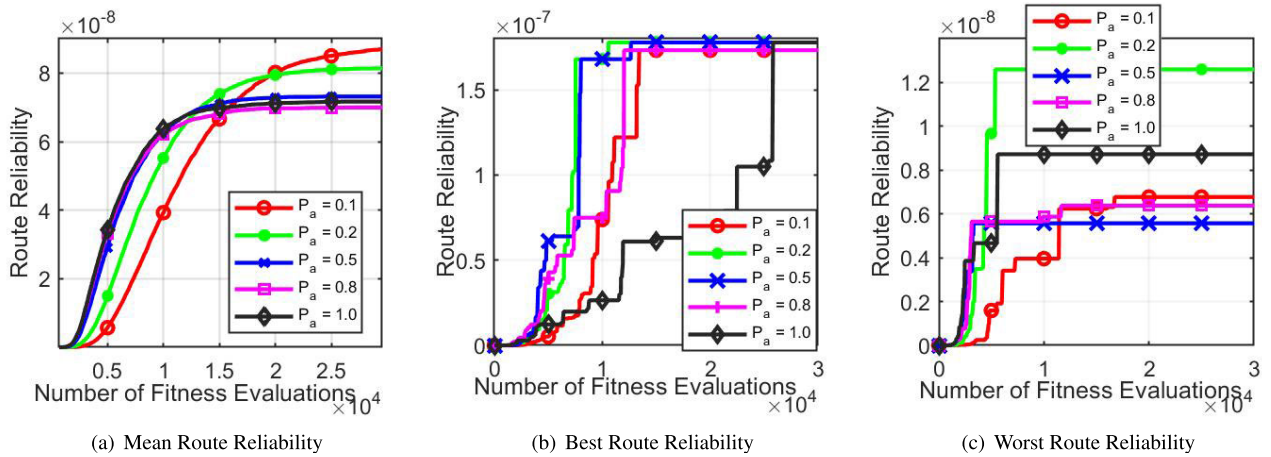 ×10⁻⁸
8
6
4
2
Route Reliability
0.5
1
1.5
2
2.5
Number of Fitness Evaluations
×10⁴
Pₐ = 0.1
Pₐ = 0.2
Pₐ = 0.5
Pₐ = 0.8
Pₐ = 1.0
(a) Mean Route Reliability
×10⁻⁷
1.5
1
0.5
0
Route Reliability
0
1
2
3
Number of Fitness Evaluations
×10⁴
Pₐ = 0.1
Pₐ = 0.2
Pₐ = 0.5
Pₐ = 0.8
Pₐ = 1.0
(b) Best Route Reliability
×10⁻⁸
1.2
1
0.8
0.6
0.4
0.2
0
Route Reliability
0
1
2
3
Number of Fitness Evaluations
×10⁴
Pₐ = 0.1
Pₐ = 0.2
Pₐ = 0.5
Pₐ = 0.8
Pₐ = 1.0
(c) Worst Route Reliability